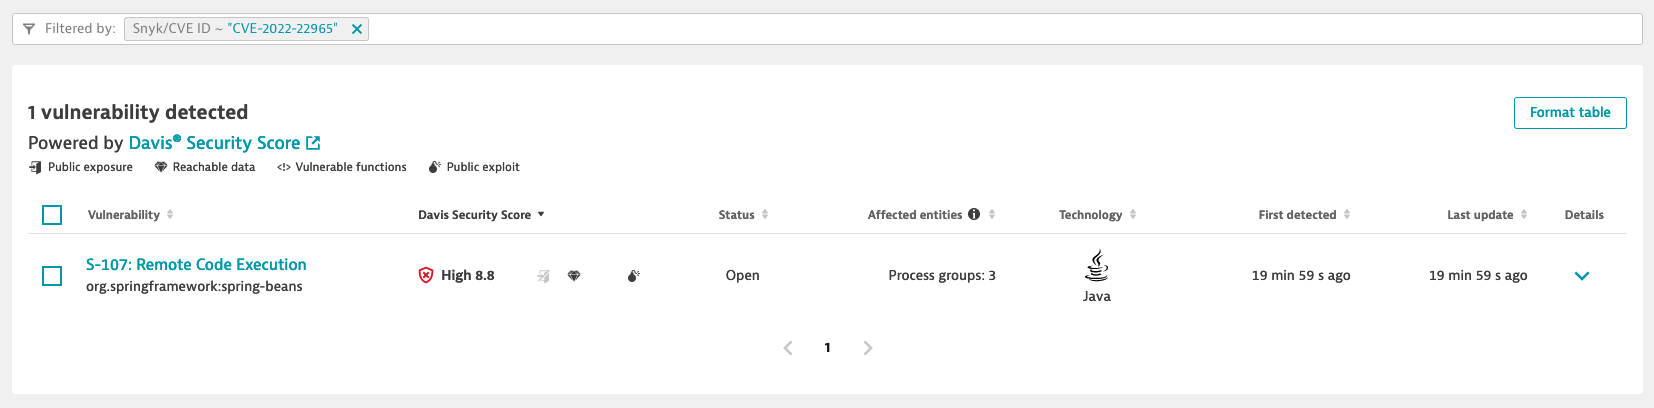 Filtered by: Snyk/CVE ID ~ "CVE-2022-22965"
1 vulnerability detected
Format table
Powered by Davis® Security Score
Public exposure Reachable data Vulnerable functions Public exploit
Vulnerability Davis Security Score Status Affected entities Technology First detected Last update Details
S-107: Remote Code Execution
org.springframework:spring-beans
High 8.8 Open Process groups: 3 Java 19 min 59 s ago 19 min 59 s ago
1